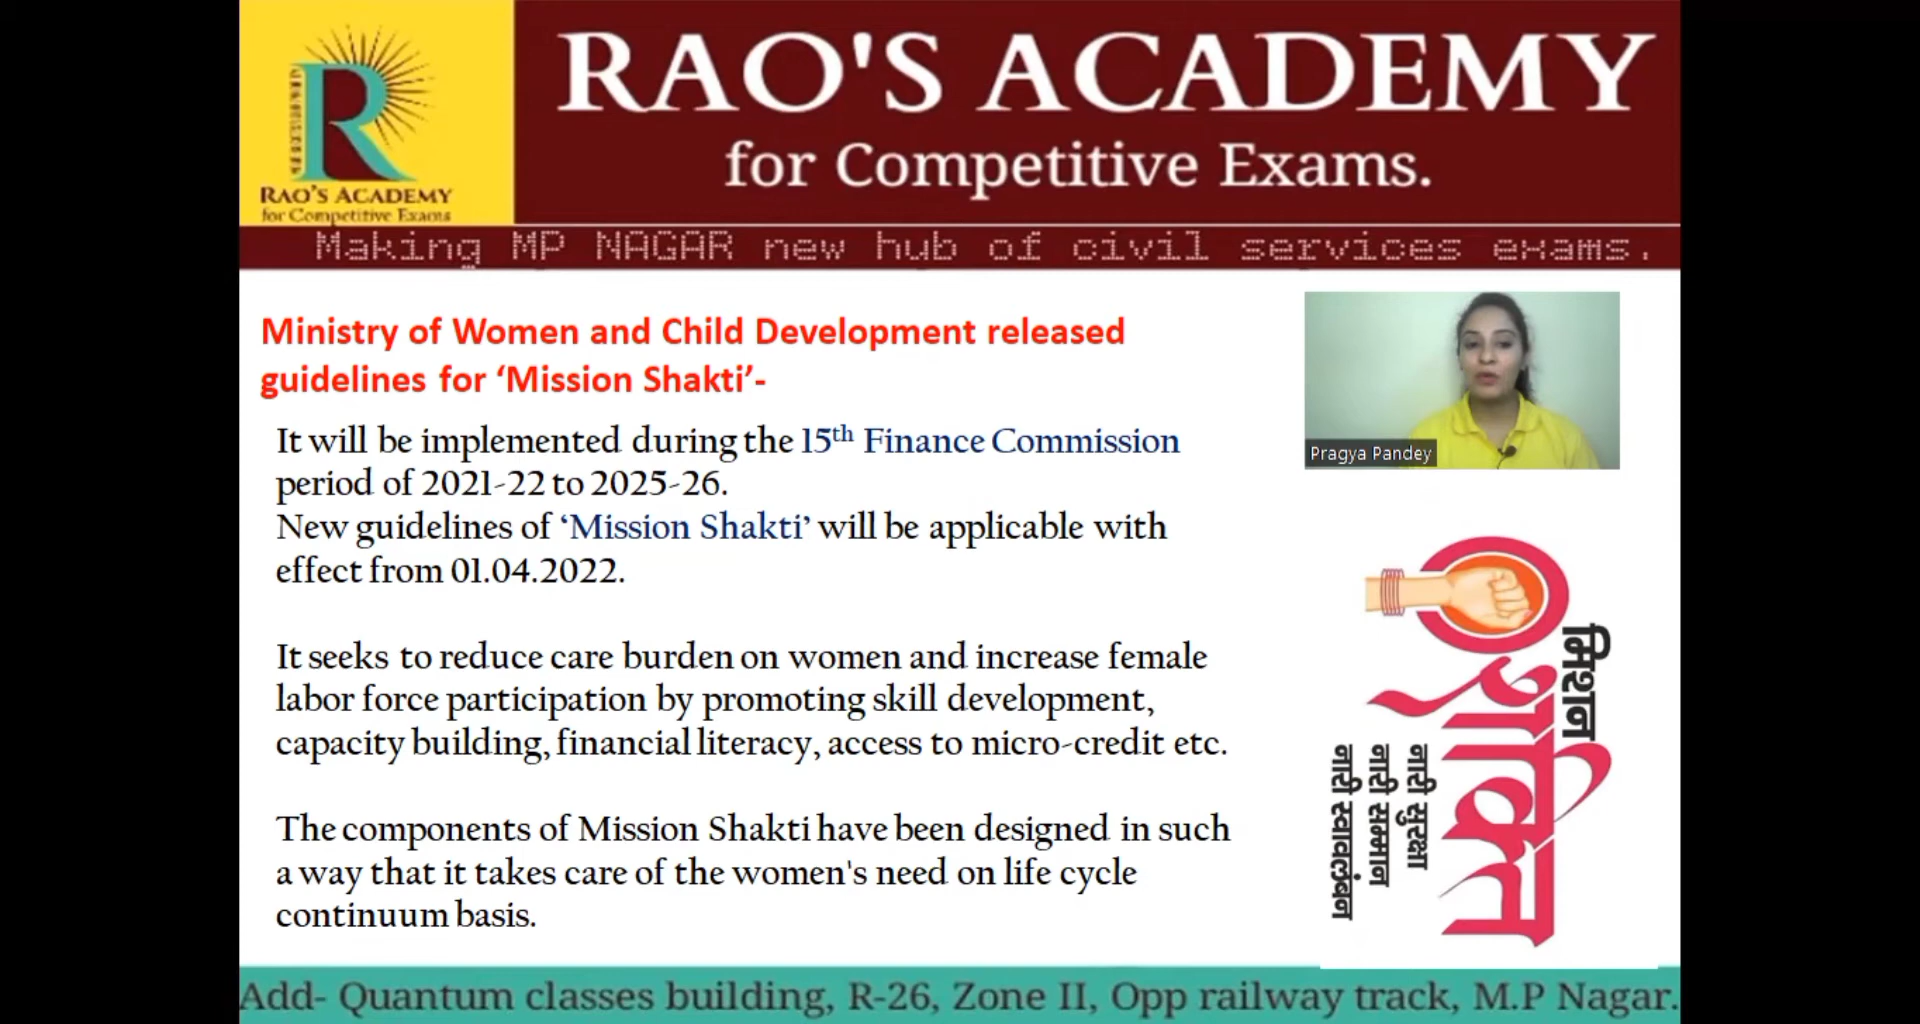 RAO'S ACADEMY
for Competitive Exams.
RAO'S ACADEMY
for Competitive Exams
Making MP NAGAR new hub of civil services exams.
Ministry of Women and Child Development released
guidelines for ‘Mission Shakti’-
It will be implemented during the 15th Finance Commission
period of 2021-22 to 2025-26.
New guidelines of ‘Mission Shakti’ will be applicable with
effect from 01.04.2022.
It seeks to reduce care burden on women and increase female
labor force participation by promoting skill development,
capacity building, financial literacy, access to micro-credit etc.
The components of Mission Shakti have been designed in such
a way that it takes care of the women's need on life cycle
continuum basis.
Pragya Pandey
मिशन
शक्ति
नारी सुरक्षा
नारी सम्मान
नारी स्वावलंबन
Add- Quantum classes building, R-26, Zone II, Opp railway track, M.P Nagar.